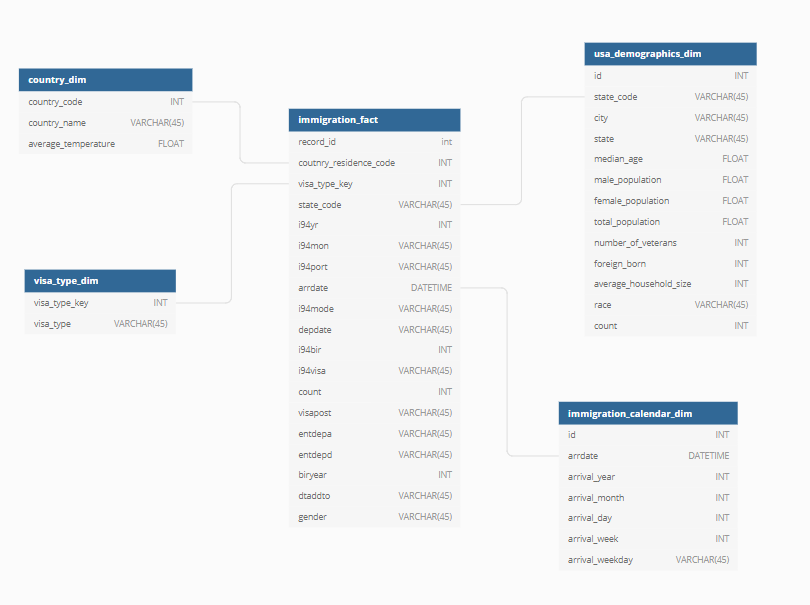 country_dim
country_code INT
country_name VARCHAR(45)
average_temperature FLOAT
visa_type_dim
visa_type_key INT
visa_type VARCHAR(45)
immigration_fact
record_id int
coutnry_residence_code INT
visa_type_key INT
state_code VARCHAR(45)
i94yr INT
i94mon VARCHAR(45)
i94port VARCHAR(45)
arrdate DATETIME
i94mode VARCHAR(45)
depdate VARCHAR(45)
i94bir INT
i94visa VARCHAR(45)
count INT
visapost VARCHAR(45)
entdepa VARCHAR(45)
entdepd VARCHAR(45)
biryear INT
dtaddto VARCHAR(45)
gender VARCHAR(45)
usa_demographics_dim
id INT
state_code VARCHAR(45)
city VARCHAR(45)
state VARCHAR(45)
median_age FLOAT
male_population FLOAT
female_population FLOAT
total_population FLOAT
number_of_veterans INT
foreign_born INT
average_household_size INT
race VARCHAR(45)
count INT
immigration_calendar_dim
id INT
arrdate DATETIME
arrival_year INT
arrival_month INT
arrival_day INT
arrival_week INT
arrival_weekday VARCHAR(45)